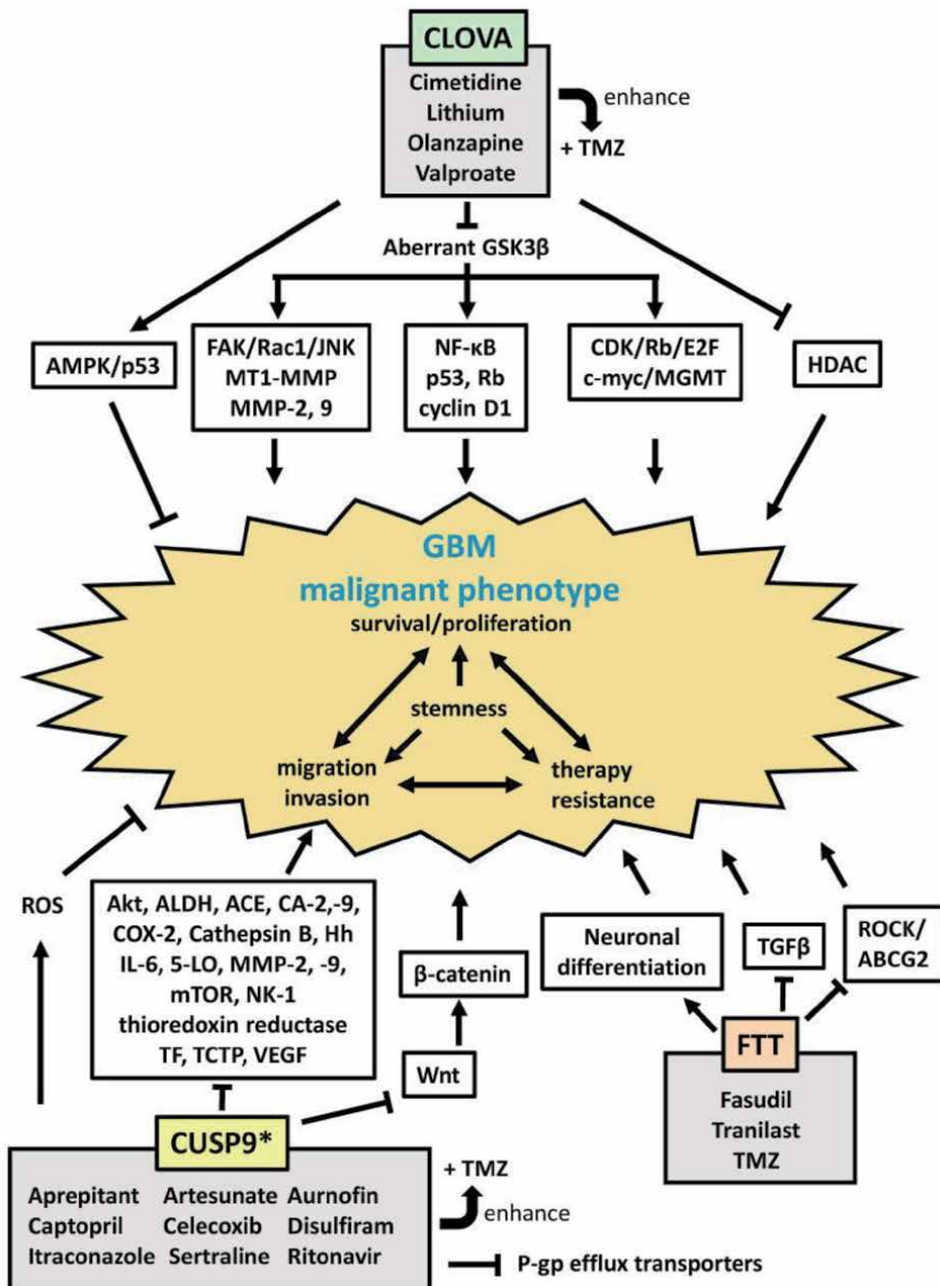 CLOVA
Cimetidine
Lithium
Olanzapine
Valproate
enhance
+ TMZ
Aberrant GSK3β
AMPK/p53
FAK/Rac1/JNK
MT1-MMP
MMP-2, 9
NF-κB
p53, Rb
cyclin D1
CDK/Rb/E2F
c-myc/MGMT
HDAC
GBM
malignant phenotype
survival/proliferation
stemness
migration
invasion
therapy
resistance
ROS
Akt, ALDH, ACE, CA-2,-9,
COX-2, Cathepsin B, Hh
IL-6, 5-LO, MMP-2, -9,
mTOR, NK-1
thioredoxin reductase
TF, TCTP, VEGF
β-catenin
Wnt
Neuronal
differentiation
TGFβ
ROCK/
ABCG2
FTT
Fasudil
Tranilast
TMZ
CUSP9*
Aprepitant Artesunate Aurnofin
Captopril Celecoxib Disulfiram
Itraconazole Sertraline Ritonavir
+ TMZ
enhance
P-gp efflux transporters